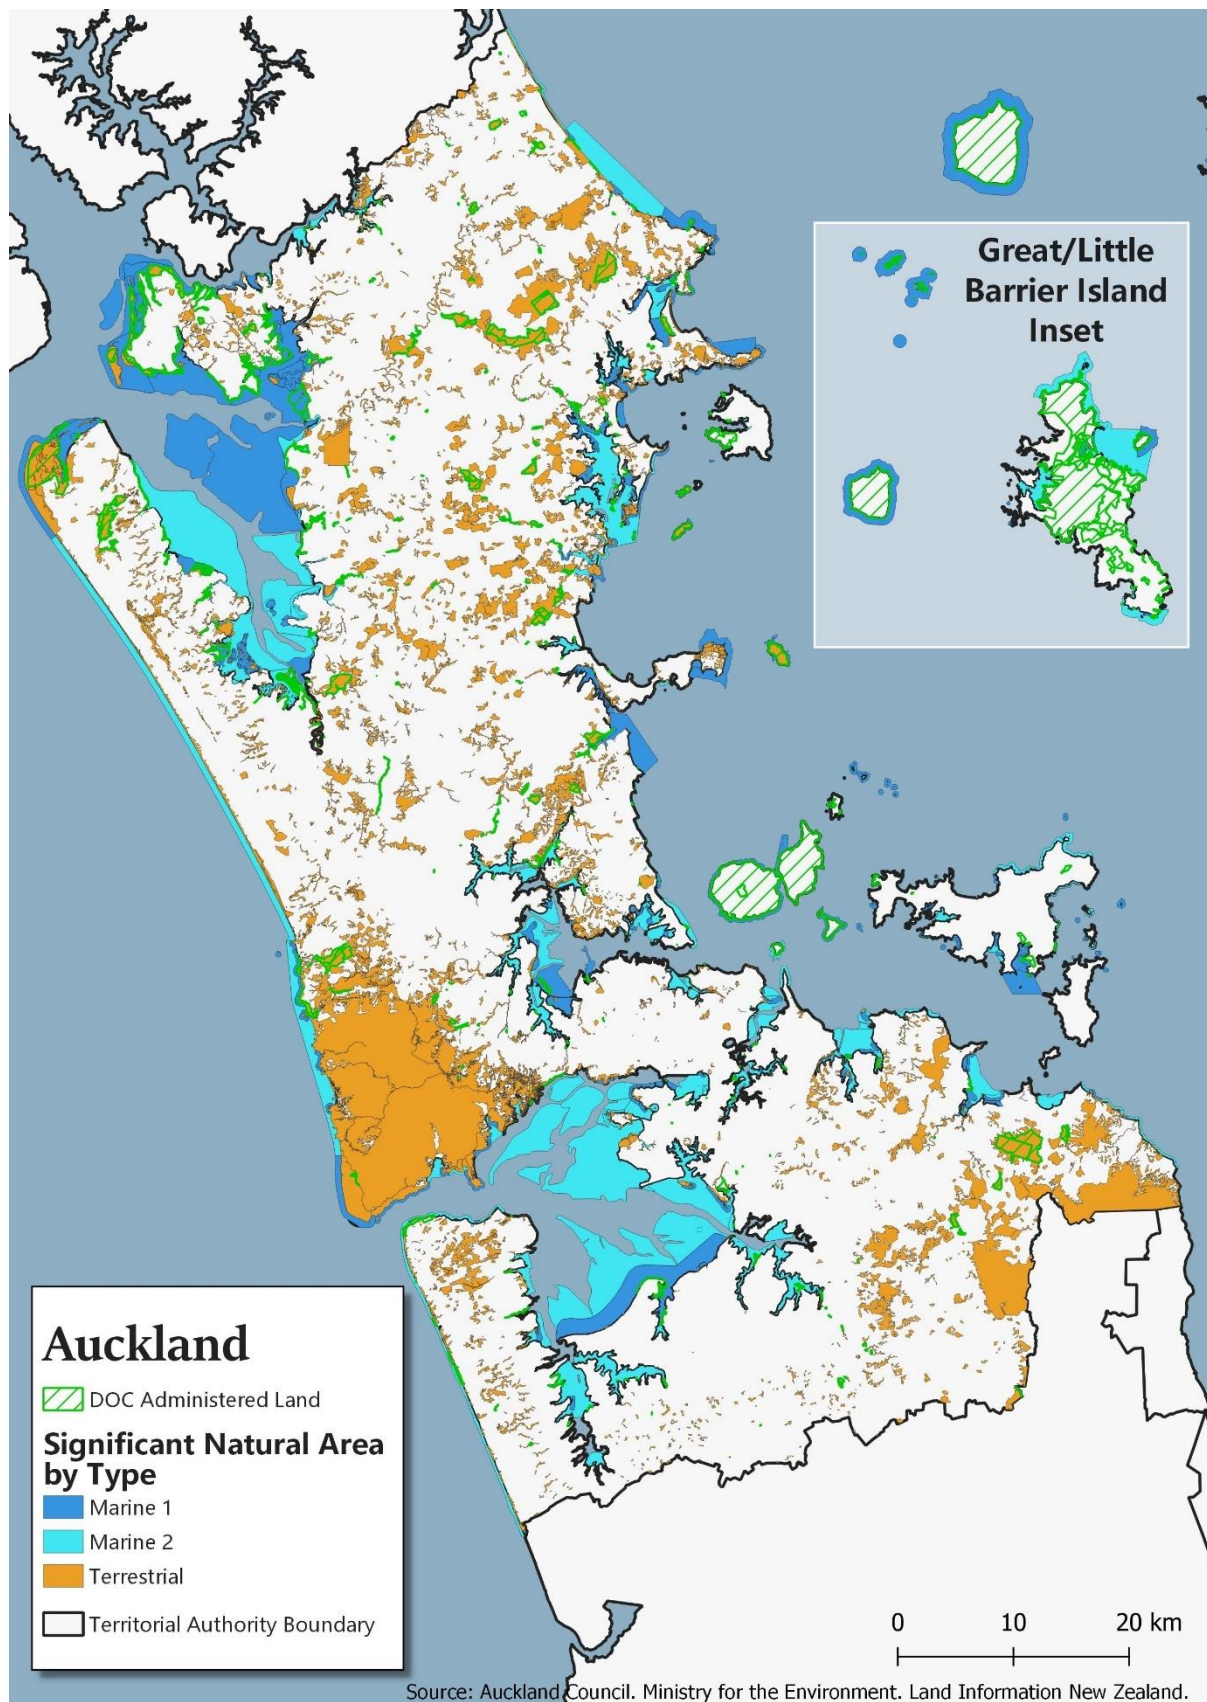 Great/Little
Barrier Island
Inset
Auckland
DOC Administered Land
Significant Natural Area
by Type
Marine 1
Marine 2
Terrestrial
Territorial Authority Boundary
0 10 20 km
Source: Auckland Council. Ministry for the Environment. Land Information New Zealand.